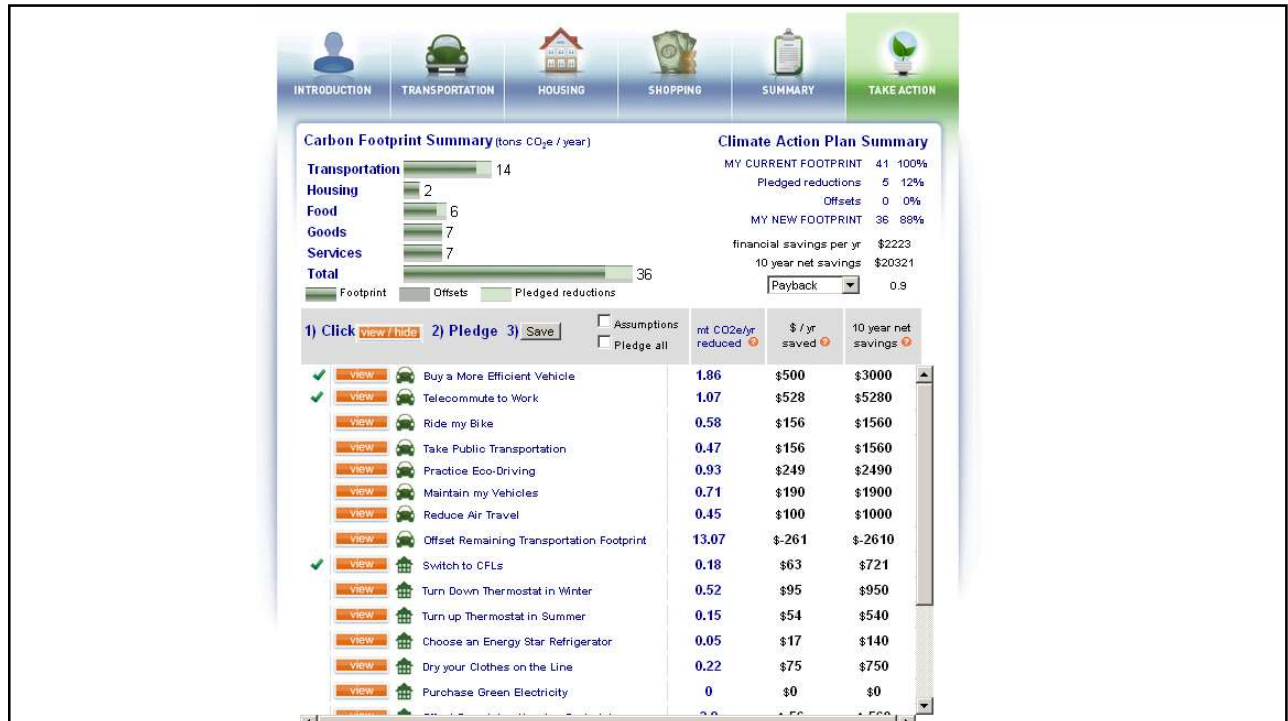 INTRODUCTION TRANSPORTATION HOUSING SHOPPING SUMMARY TAKE ACTION
Carbon Footprint Summary (tons CO₂e / year)
Transportation 14
Housing 2
Food 6
Goods 7
Services 7
Total 36
Footprint Offsets Pledged reductions
Climate Action Plan Summary
MY CURRENT FOOTPRINT 41 100%
Pledged reductions 5 12%
Offsets 0 0%
MY NEW FOOTPRINT 36 88%
financial savings per yr $2223
10 year net savings $20321
Payback 0.9
1) Click view / hide 2) Pledge 3) Save
Assumptions
Pledge all
mt CO2e/yr reduced ?
$ / yr saved ?
10 year net savings ?
view Buy a More Efficient Vehicle 1.86 $500 $3000
view Telecommute to Work 1.07 $528 $5280
view Ride my Bike 0.58 $156 $1560
view Take Public Transportation 0.47 $156 $1560
view Practice Eco-Driving 0.93 $249 $2490
view Maintain my Vehicles 0.71 $190 $1900
view Reduce Air Travel 0.45 $100 $1000
view Offset Remaining Transportation Footprint 13.07 $-261 $-2610
view Switch to CFLs 0.18 $63 $721
view Turn Down Thermostat in Winter 0.52 $95 $950
view Turn up Thermostat in Summer 0.15 $54 $540
view Choose an Energy Star Refrigerator 0.05 $17 $140
view Dry your Clothes on the Line 0.22 $75 $750
view Purchase Green Electricity 0 $0 $0